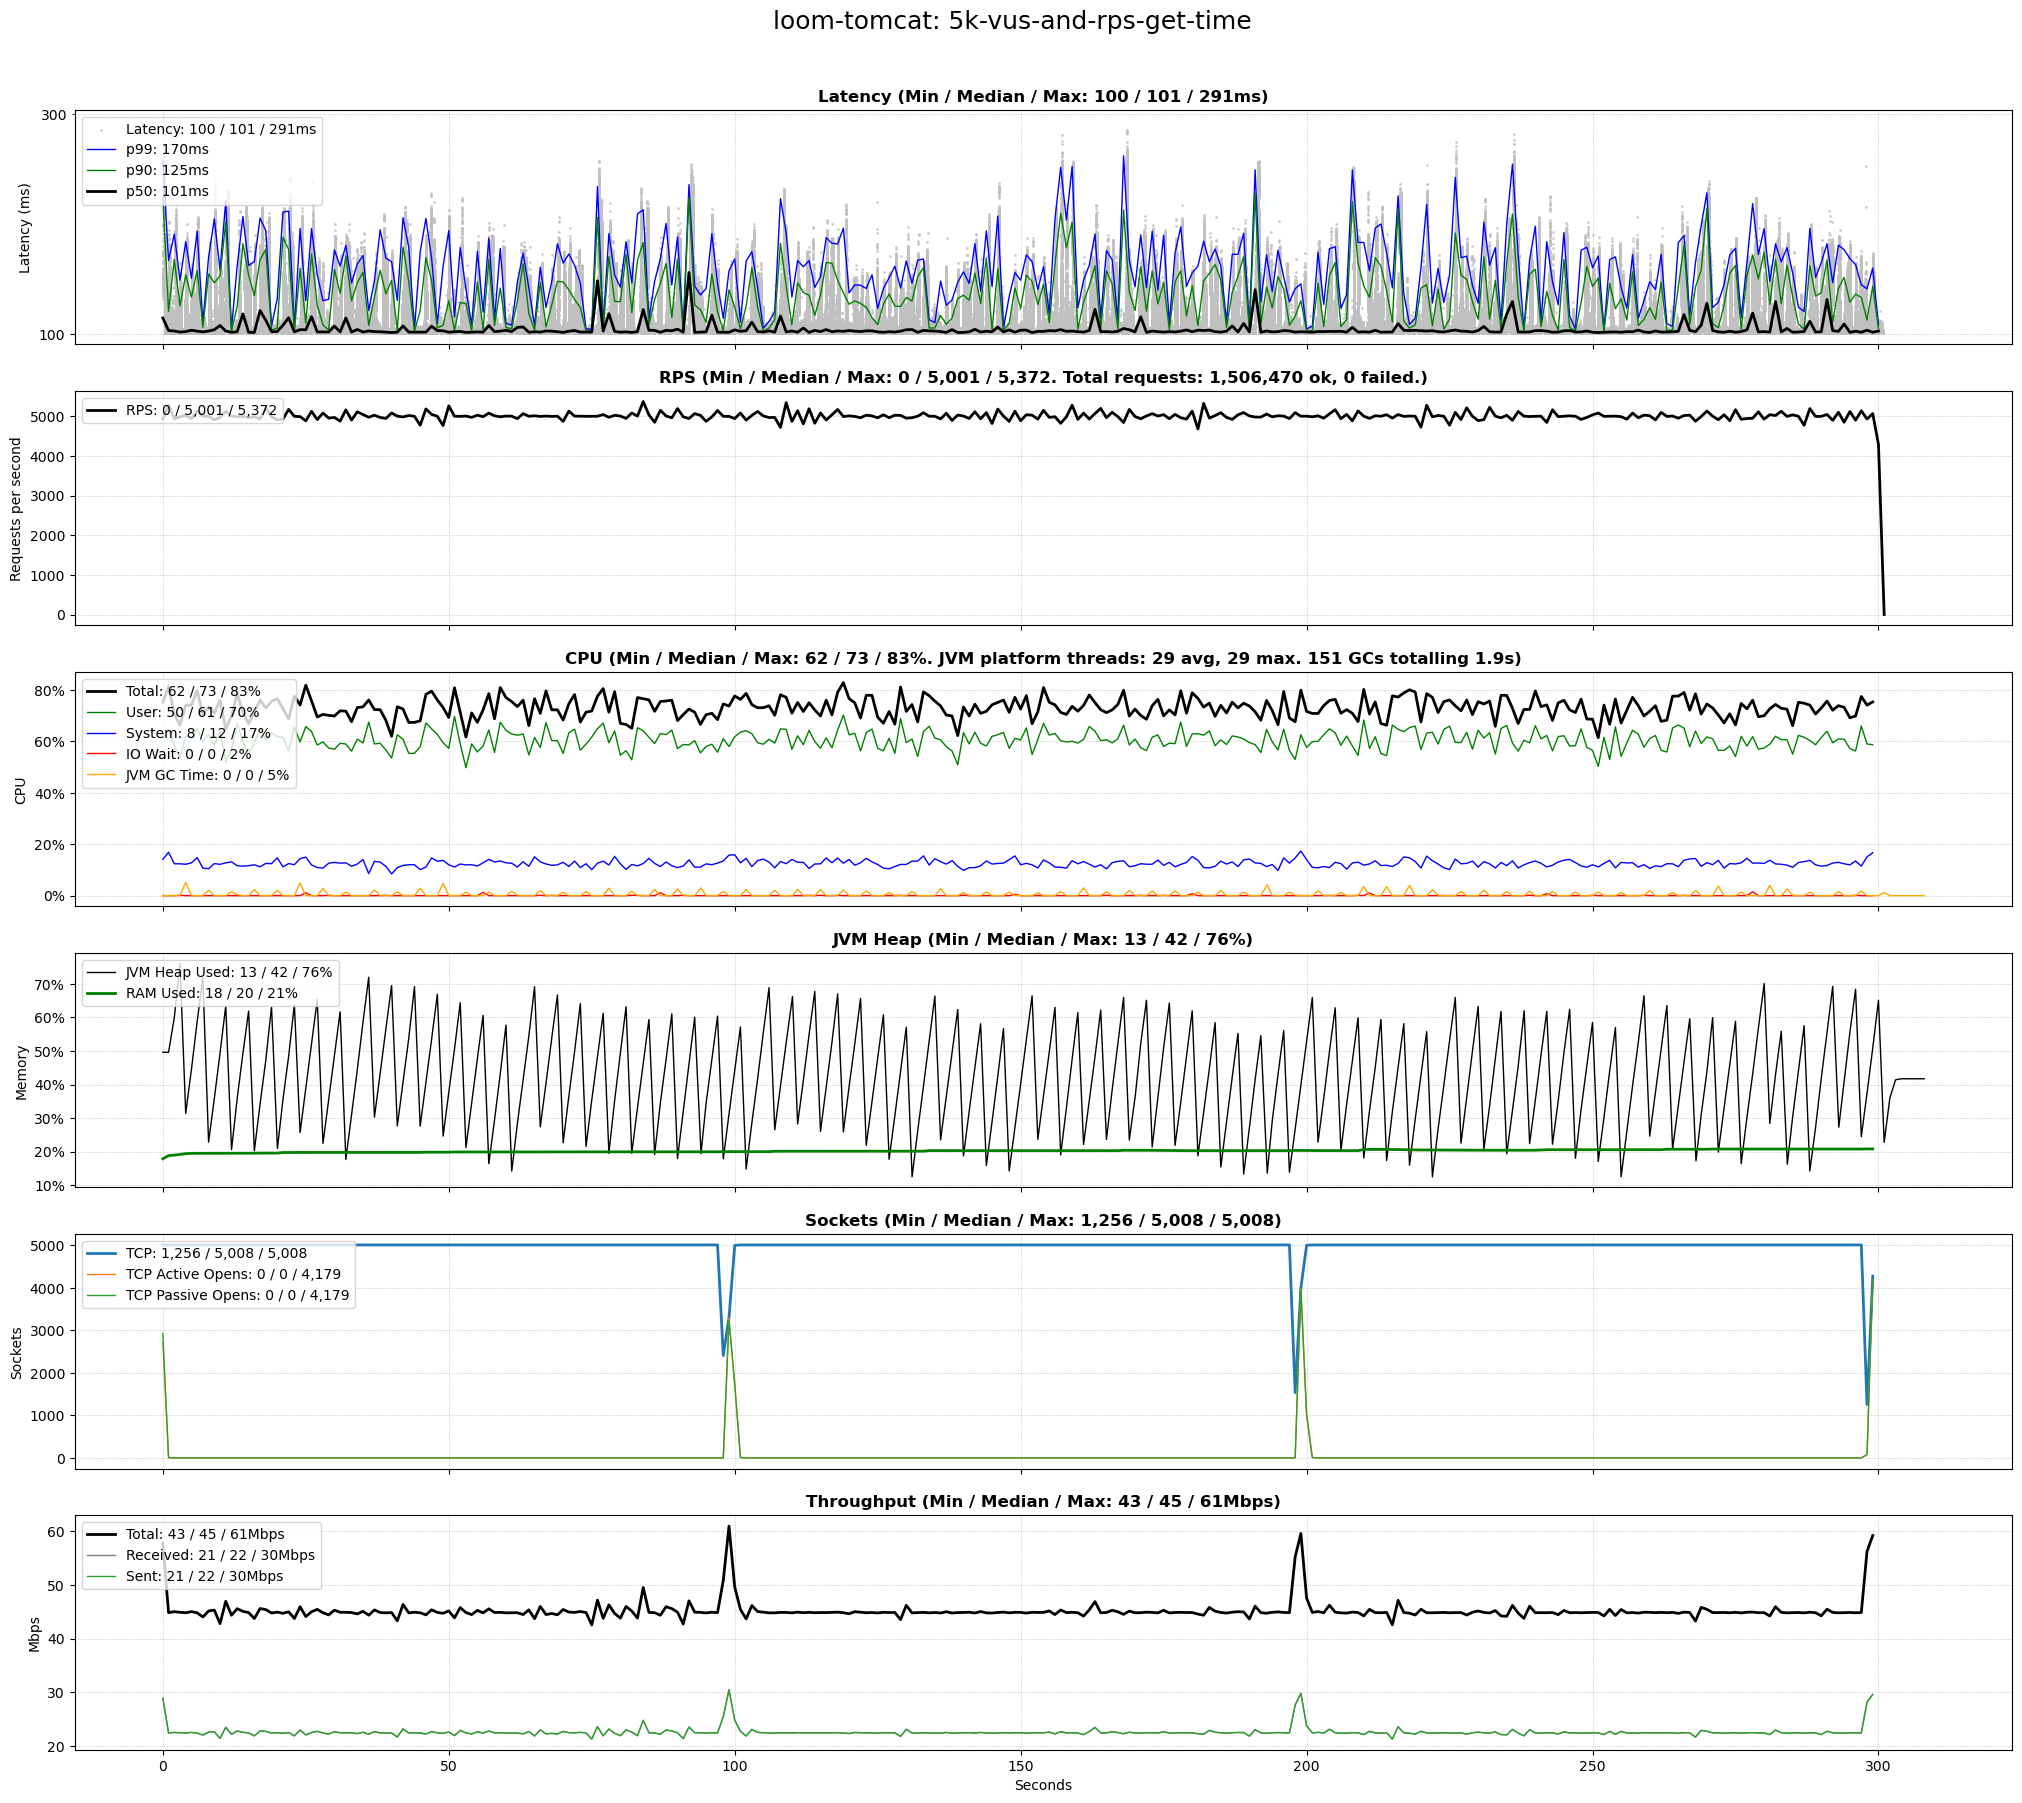 loom-tomcat: 5k-vus-and-rps-get-time
Latency (Min / Median / Max: 100 / 101 / 291ms)
Latency (ms)
300
100
Latency: 100 / 101 / 291ms
p99: 170ms
p90: 125ms
p50: 101ms
RPS (Min / Median / Max: 0 / 5,001 / 5,372. Total requests: 1,506,470 ok, 0 failed.)
Requests per second
5000
4000
3000
2000
1000
0
RPS: 0 / 5,001 / 5,372
CPU (Min / Median / Max: 62 / 73 / 83%. JVM platform threads: 29 avg, 29 max. 151 GCs totalling 1.9s)
CPU
80%
60%
40%
20%
0%
Total: 62 / 73 / 83%
User: 50 / 61 / 70%
System: 8 / 12 / 17%
IO Wait: 0 / 0 / 2%
JVM GC Time: 0 / 0 / 5%
JVM Heap (Min / Median / Max: 13 / 42 / 76%)
Memory
70%
60%
50%
40%
30%
20%
10%
JVM Heap Used: 13 / 42 / 76%
RAM Used: 18 / 20 / 21%
Sockets (Min / Median / Max: 1,256 / 5,008 / 5,008)
Sockets
5000
4000
3000
2000
1000
0
TCP: 1,256 / 5,008 / 5,008
TCP Active Opens: 0 / 0 / 4,179
TCP Passive Opens: 0 / 0 / 4,179
Throughput (Min / Median / Max: 43 / 45 / 61Mbps)
Mbps
60
50
40
30
20
Total: 43 / 45 / 61Mbps
Received: 21 / 22 / 30Mbps
Sent: 21 / 22 / 30Mbps
0
50
100
150
200
250
300
Seconds